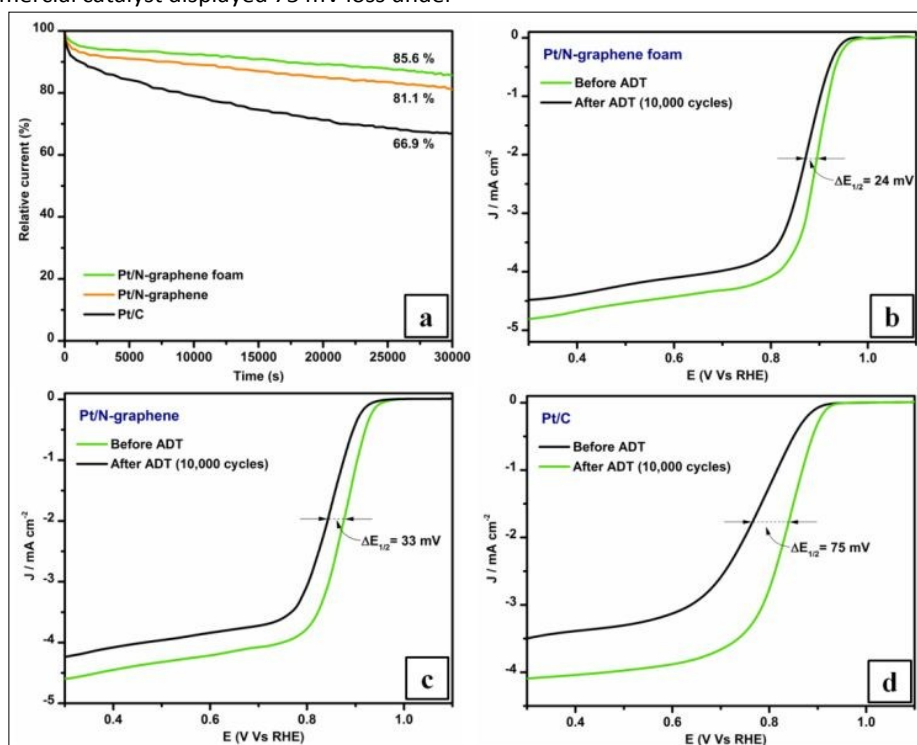 commercial catalyst displayed 75 mV loss under
100
80
60
40
20
0
Relative current (%)
85.6 %
81.1 %
66.9 %
Pt/N-graphene foam
Pt/N-graphene
Pt/C
a
0 5000 10000 15000 20000 25000 30000
Time (s)
0
-1
-2
-3
-4
-5
J / mA cm-2
Pt/N-graphene foam
Before ADT
After ADT (10,000 cycles)
ΔE1/2= 24 mV
b
0.4 0.6 0.8 1.0
E (V Vs RHE)
0
-1
-2
-3
-4
-5
J / mA cm-2
Pt/N-graphene
Before ADT
After ADT (10,000 cycles)
ΔE1/2= 33 mV
c
0.4 0.6 0.8 1.0
E (V Vs RHE)
0
-1
-2
-3
-4
J / mA cm-2
Pt/C
Before ADT
After ADT (10,000 cycles)
ΔE1/2= 75 mV
d
0.4 0.6 0.8 1.0
E (V Vs RHE)